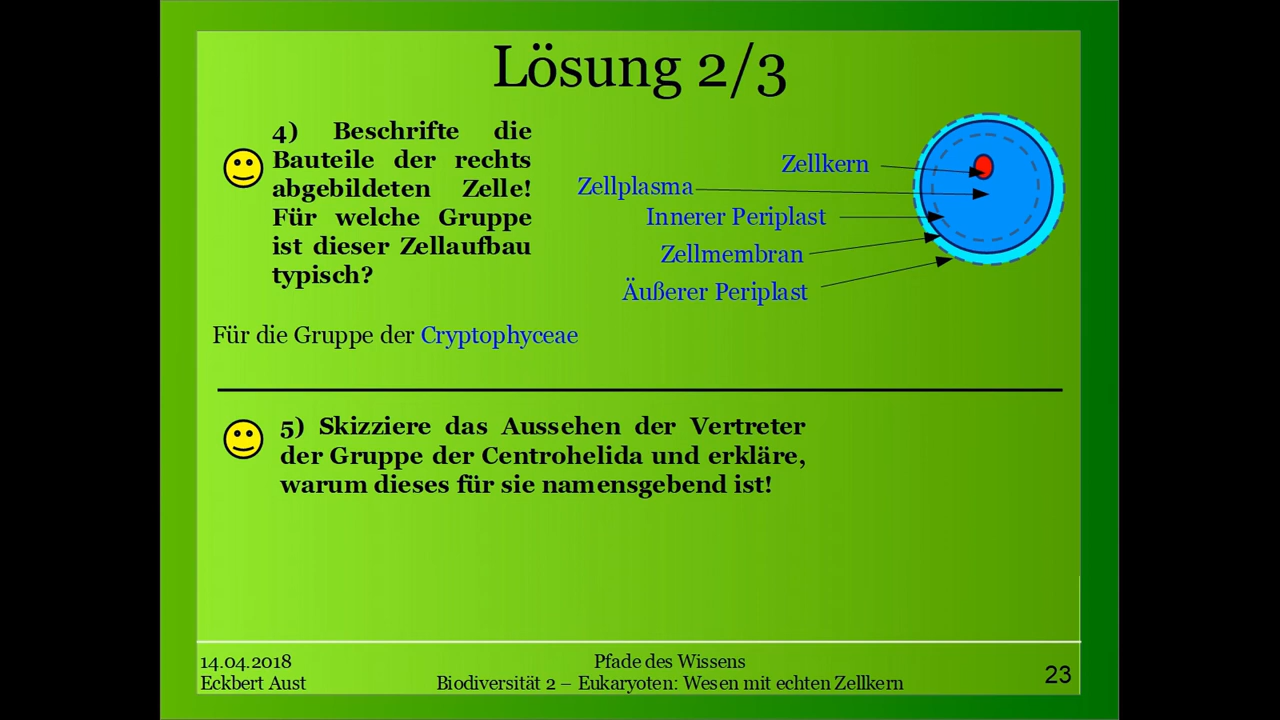 Lösung 2/3
4) Beschrifte die
Bauteile der rechts
abgebildeten Zelle!
Für welche Gruppe
ist dieser Zellaufbau
typisch?
Zellkern
Zellplasma
Innerer Periplast
Zellmembran
Äußerer Periplast
Für die Gruppe der Cryptophyceae
5) Skizziere das Aussehen der Vertreter
der Gruppe der Centrohelida und erkläre,
warum dieses für sie namensgebend ist!
14.04.2018
Eckbert Aust
Pfade des Wissens
Biodiversität 2 – Eukaryoten: Wesen mit echten Zellkern
23